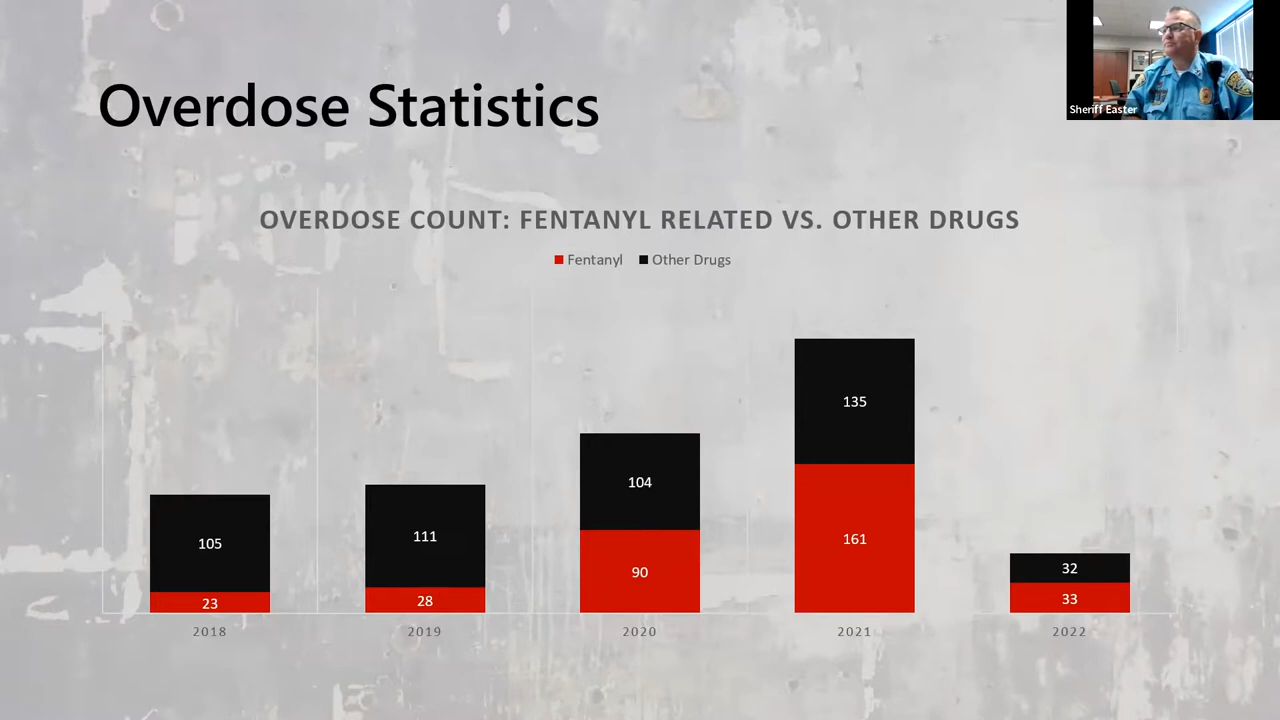 Sheriff Easter
Overdose Statistics
OVERDOSE COUNT: FENTANYL RELATED VS. OTHER DRUGS
Fentanyl Other Drugs
105
23
111
28
104
90
135
161
32
33
2018 2019 2020 2021 2022